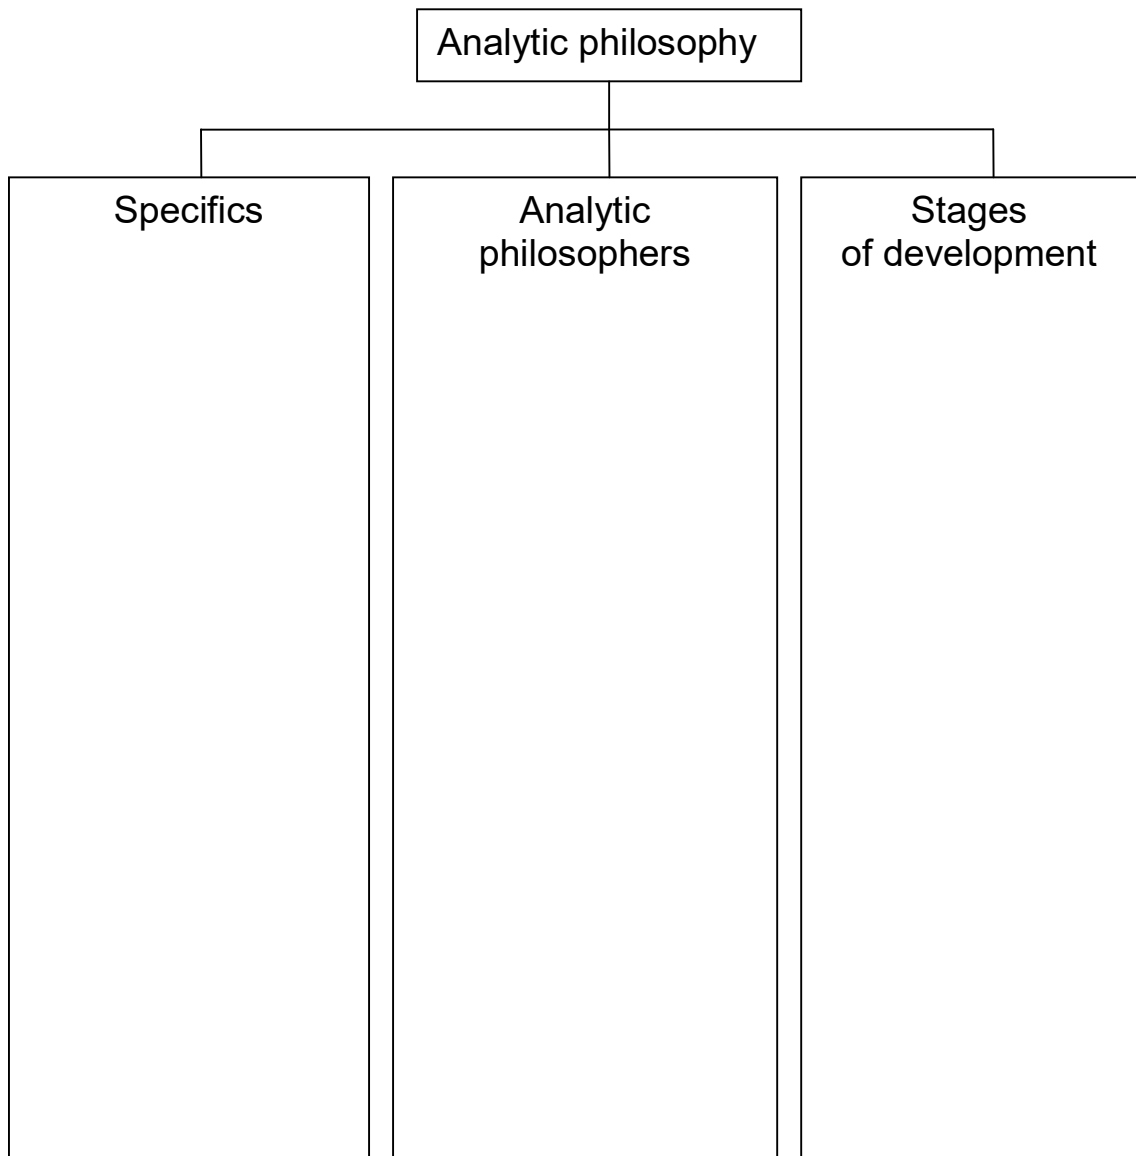 Analytic philosophy
Specifics
Analytic
philosophers
Stages
of development